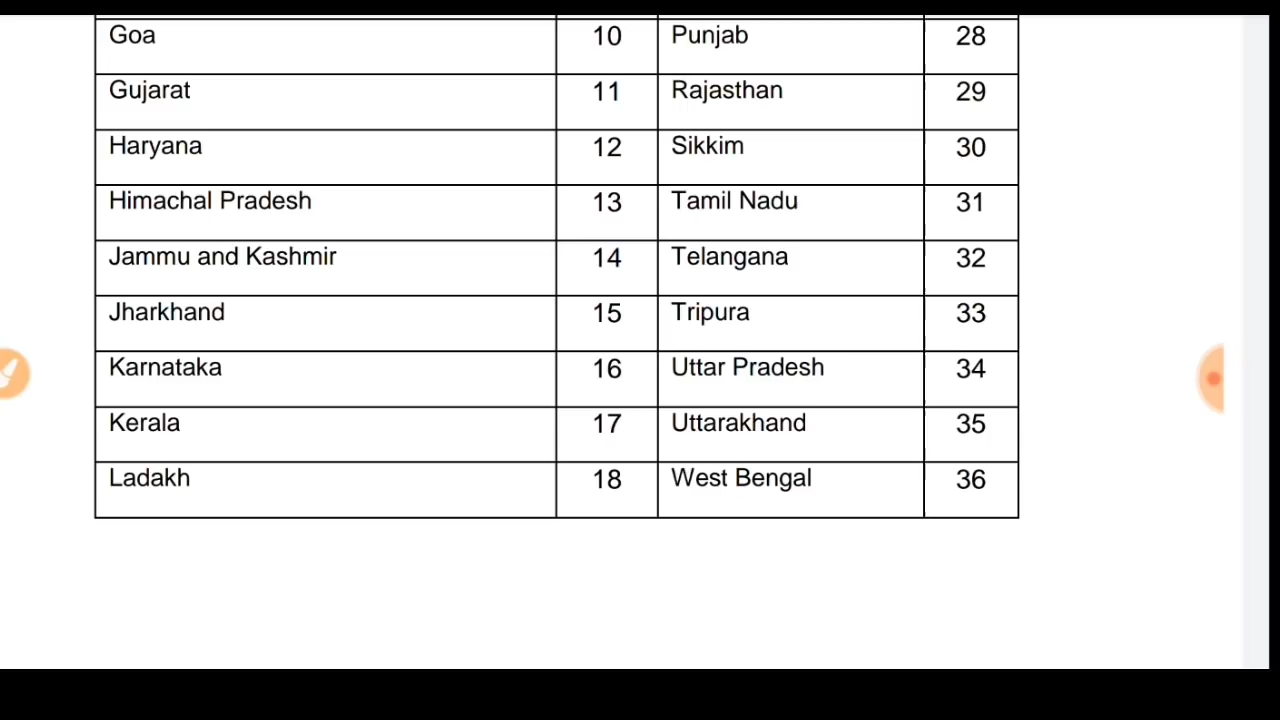 Goa 10 Punjab 28
Gujarat 11 Rajasthan 29
Haryana 12 Sikkim 30
Himachal Pradesh 13 Tamil Nadu 31
Jammu and Kashmir 14 Telangana 32
Jharkhand 15 Tripura 33
Karnataka 16 Uttar Pradesh 34
Kerala 17 Uttarakhand 35
Ladakh 18 West Bengal 36